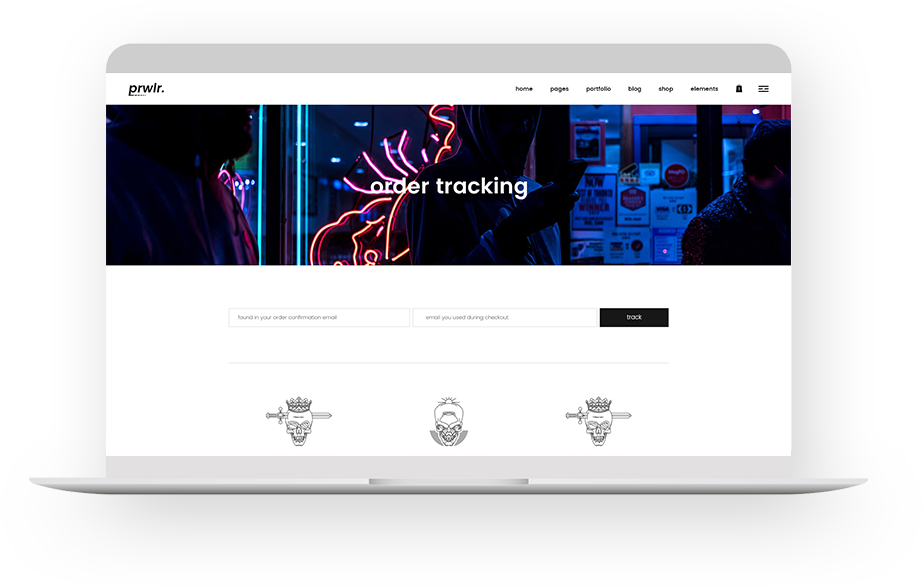 prwlr.
home pages portfolio blog shop elements
order tracking
found in your order confirmation email
email you used during checkout
track